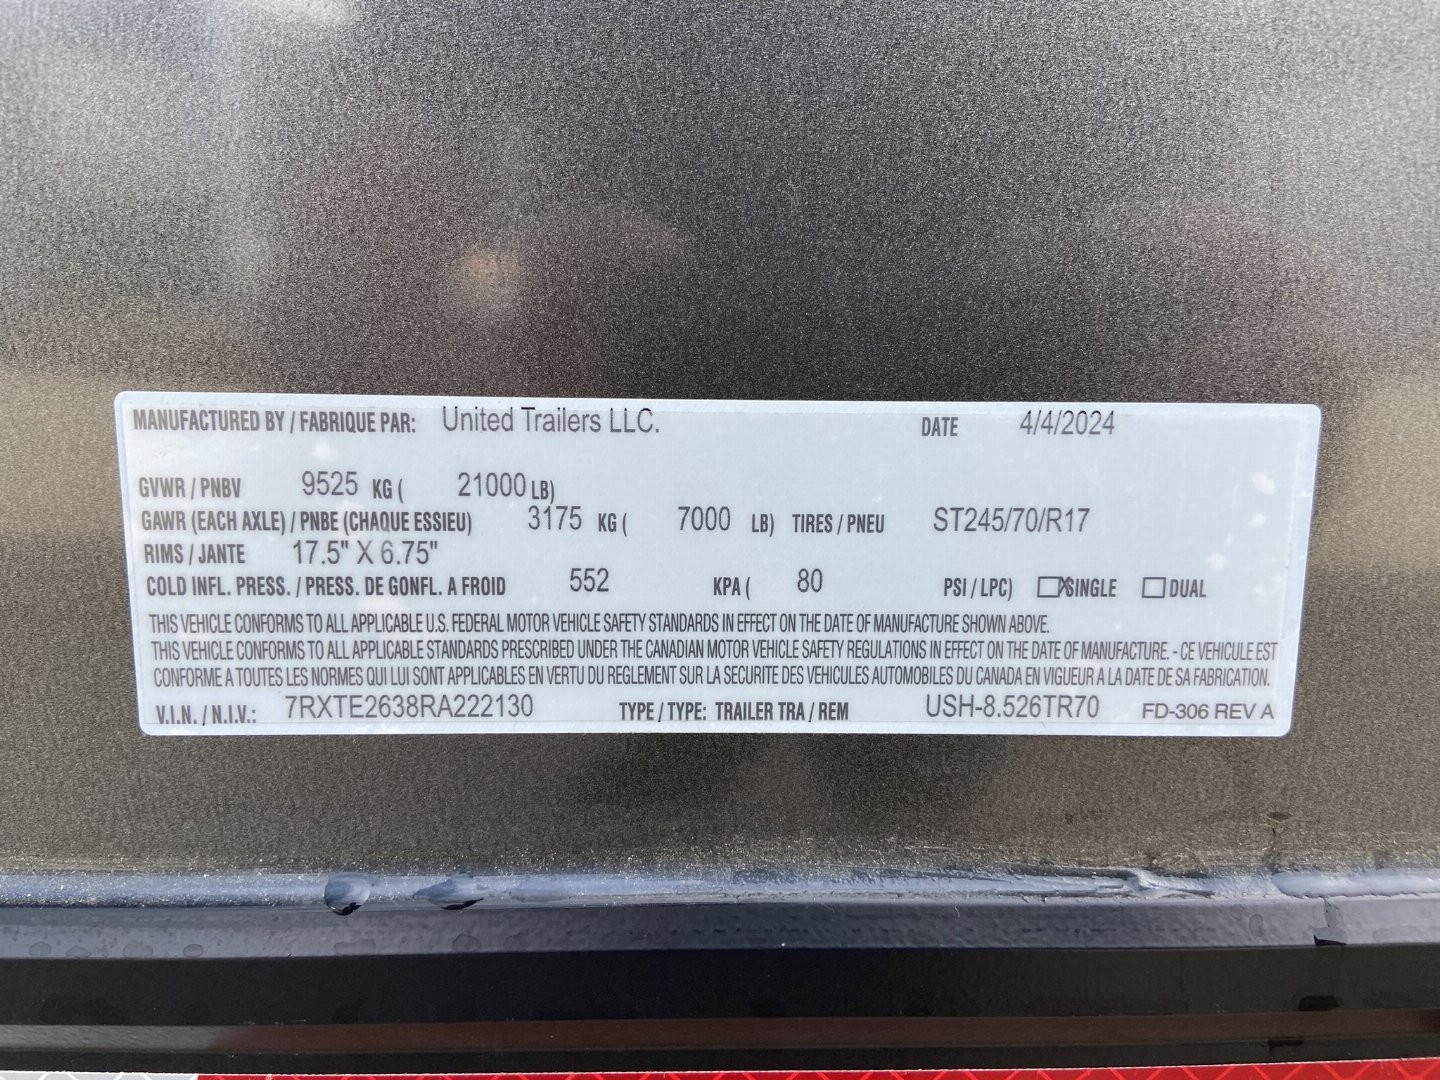 MANUFACTURED BY / FABRIQUE PAR: United Trailers LLC. DATE 4/4/2024
GVWR / PNBV 9525 KG ( 21000 LB)
GAWR (EACH AXLE) / PNBE (CHAQUE ESSIEU) 3175 KG ( 7000 LB) TIRES / PNEU ST245/70/R17
RIMS / JANTE 17.5" X 6.75"
COLD INFL. PRESS. / PRESS. DE GONFL. A FROID 552 KPA ( 80 PSI / LPC) X SINGLE DUAL
THIS VEHICLE CONFORMS TO ALL APPLICABLE U.S. FEDERAL MOTOR VEHICLE SAFETY STANDARDS IN EFFECT ON THE DATE OF MANUFACTURE SHOWN ABOVE.
THIS VEHICLE CONFORMS TO ALL APPLICABLE STANDARDS PRESCRIBED UNDER THE CANADIAN MOTOR VEHICLE SAFETY REGULATIONS IN EFFECT ON THE DATE OF MANUFACTURE. - CE VEHICULE EST
CONFORME A TOUTES LES NORMES QUI LUI SONT APPLICABLES EN VERTU DU REGLEMENT SUR LA SECURITE DES VEHICULES AUTOMOBILES DU CANADA EN VIGUEUR A LA DATE DE SA FABRICATION.
V.I.N. / N.I.V.: 7RXTE2638RA222130 TYPE / TYPE: TRAILER TRA / REM USH-8.526TR70 FD-306 REV A